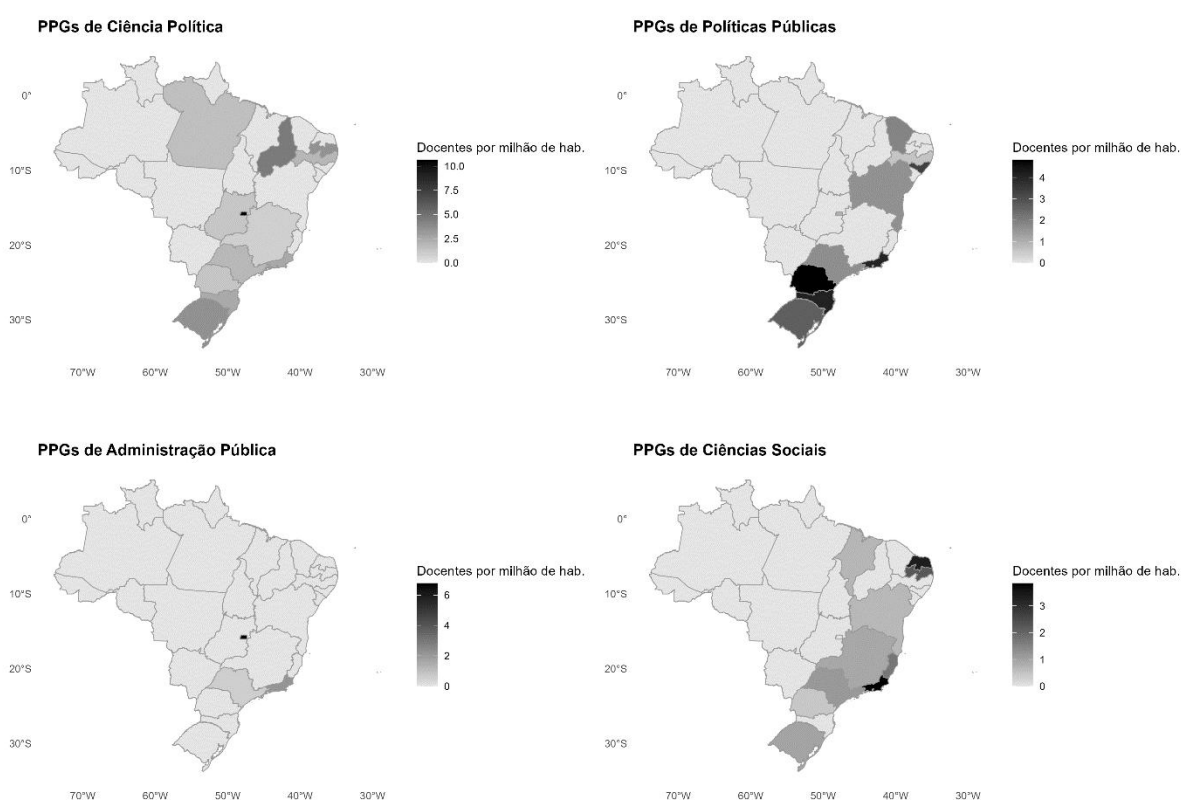 PPGs de Ciência Política
0°
10°S
20°S
30°S
70°W 60°W 50°W 40°W 30°W
Docentes por milhão de hab.
10.0
7.5
5.0
2.5
0.0
PPGs de Políticas Públicas
0°
10°S
20°S
30°S
70°W 60°W 50°W 40°W 30°W
Docentes por milhão de hab.
4
3
2
1
0
PPGs de Administração Pública
0°
10°S
20°S
30°S
70°W 60°W 50°W 40°W 30°W
Docentes por milhão de hab.
6
4
2
0
PPGs de Ciências Sociais
0°
10°S
20°S
30°S
70°W 60°W 50°W 40°W 30°W
Docentes por milhão de hab.
3
2
1
0